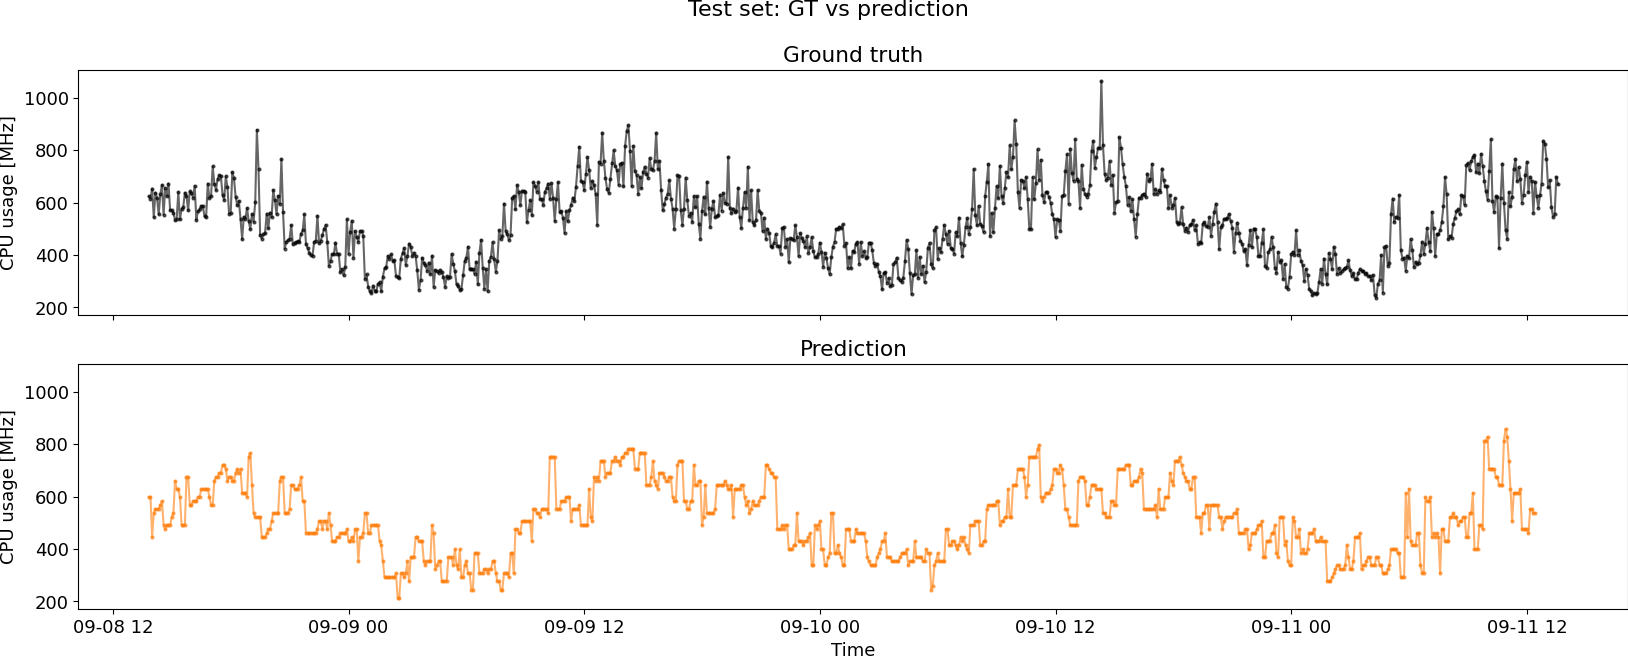 Test set: GT vs prediction
Ground truth
CPU usage [MHz]
1000
800
600
400
200
Prediction
CPU usage [MHz]
1000
800
600
400
200
09-08 12 09-09 00 09-09 12 09-10 00 09-10 12 09-11 00 09-11 12
Time